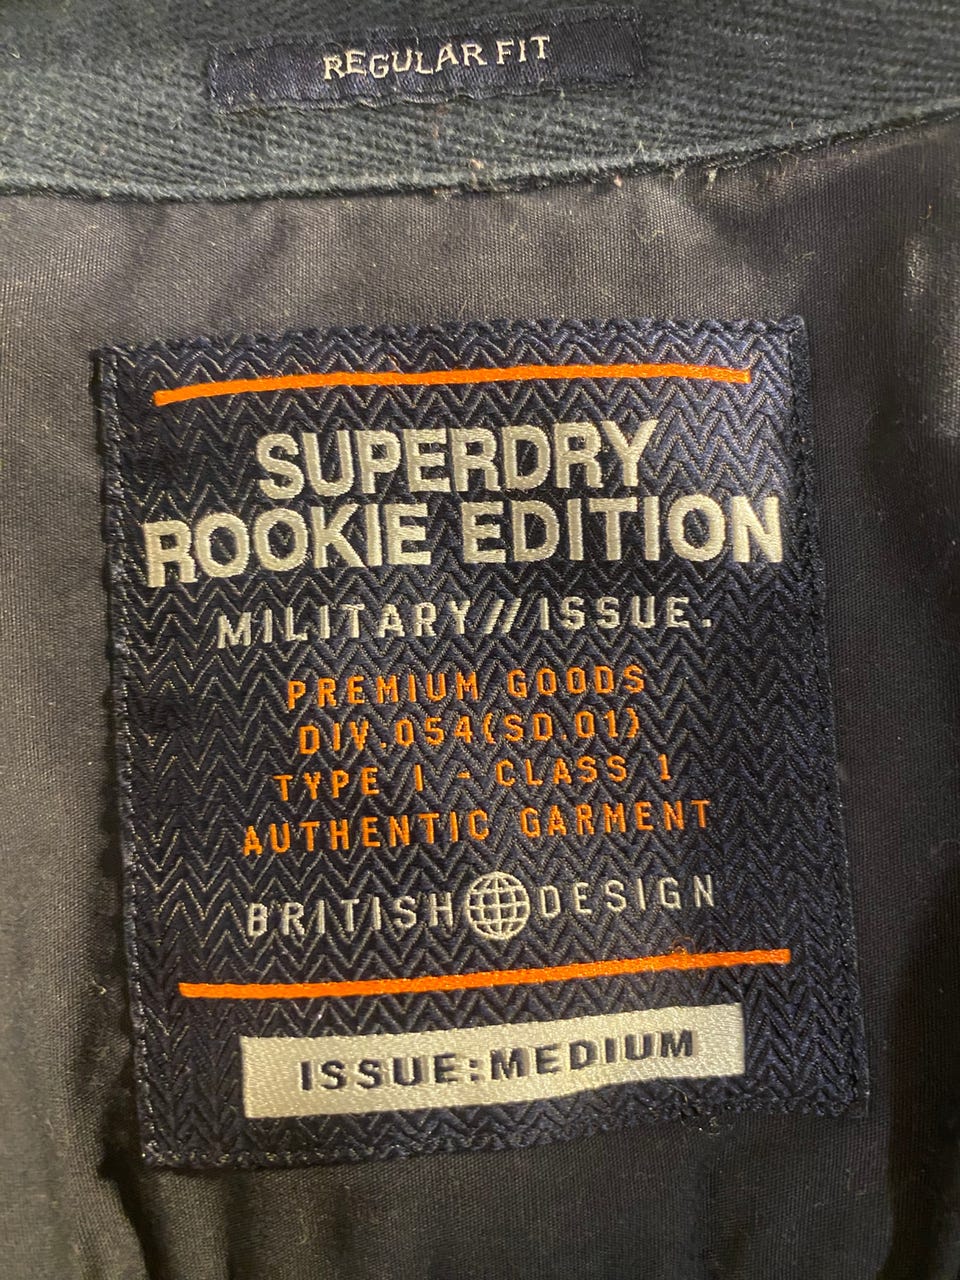 REGULAR FIT
SUPERDRY
ROOKIE EDITION
MILITARY//ISSUE.
PREMIUM GOODS
DIV.054(SD.01)
TYPE I - CLASS 1
AUTHENTIC GARMENT
BRITISH DESIGN
ISSUE:MEDIUM